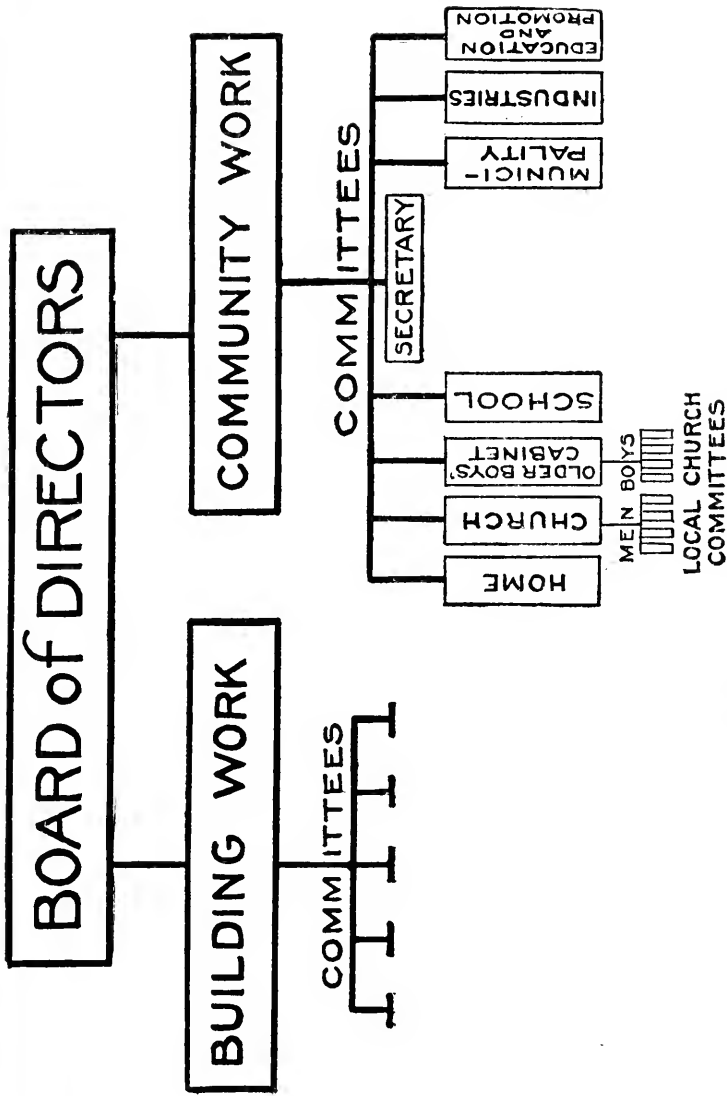 BOARD of DIRECTORS
BUILDING WORK
COMMUNITY WORK
COMMITTEES
COMMITTEES
SECRETARY
HOME
CHURCH
OLDER BOYS'
CABINET
SCHOOL
MUNICI-
PALITY
INDUSTRIES
EDUCATION
AND
PROMOTION
MEN BOYS
LOCAL CHURCH
COMMITTEES